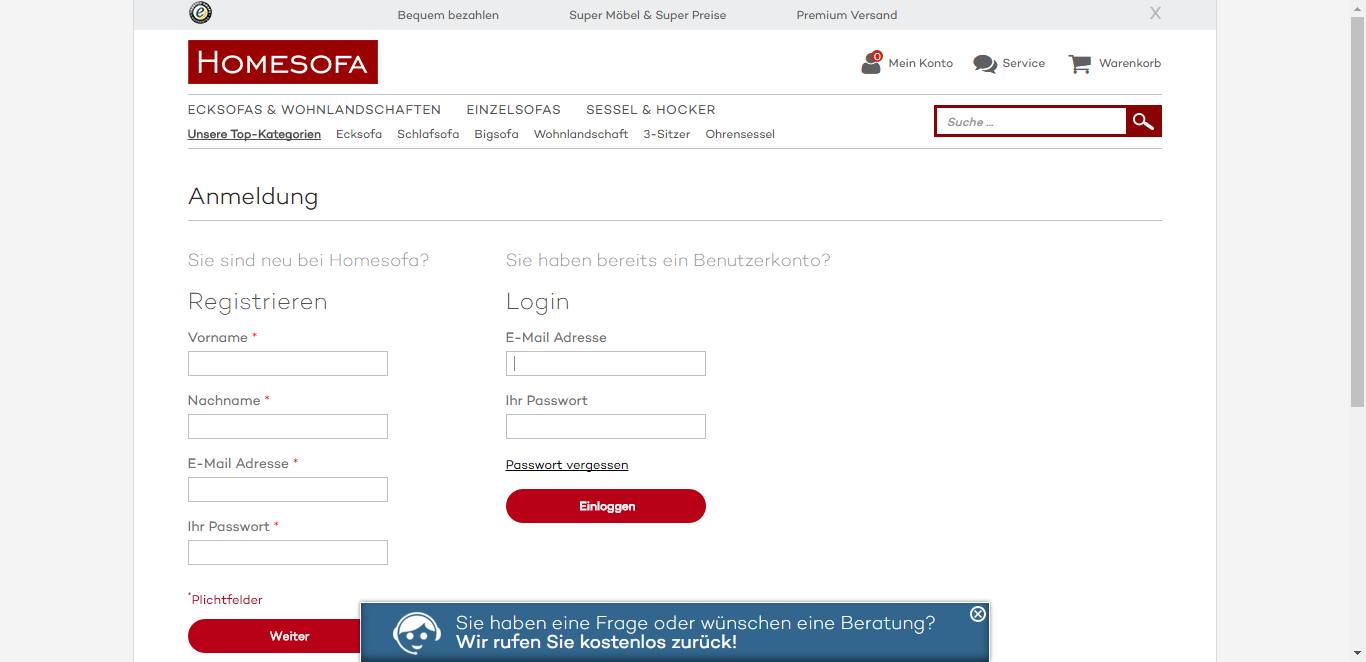 Bequem bezahlen Super Möbel & Super Preise Premium Versand X
HOMESOFA
0 Mein Konto Service Warenkorb
ECKSOFAS & WOHNLANDSCHAFTEN EINZELSOFAS SESSEL & HOCKER
Suche ...
Unsere Top-Kategorien Ecksofa Schlafsofa Bigsofa Wohnlandschaft 3-Sitzer Ohrensessel
Anmeldung
Sie sind neu bei Homesofa?
Registrieren
Vorname *
Nachname *
E-Mail Adresse *
Ihr Passwort *
*Plichtfelder
Weiter
Sie haben bereits ein Benutzerkonto?
Login
E-Mail Adresse
Ihr Passwort
Passwort vergessen
Einloggen
Sie haben eine Frage oder wünschen eine Beratung?
Wir rufen Sie kostenlos zurück!